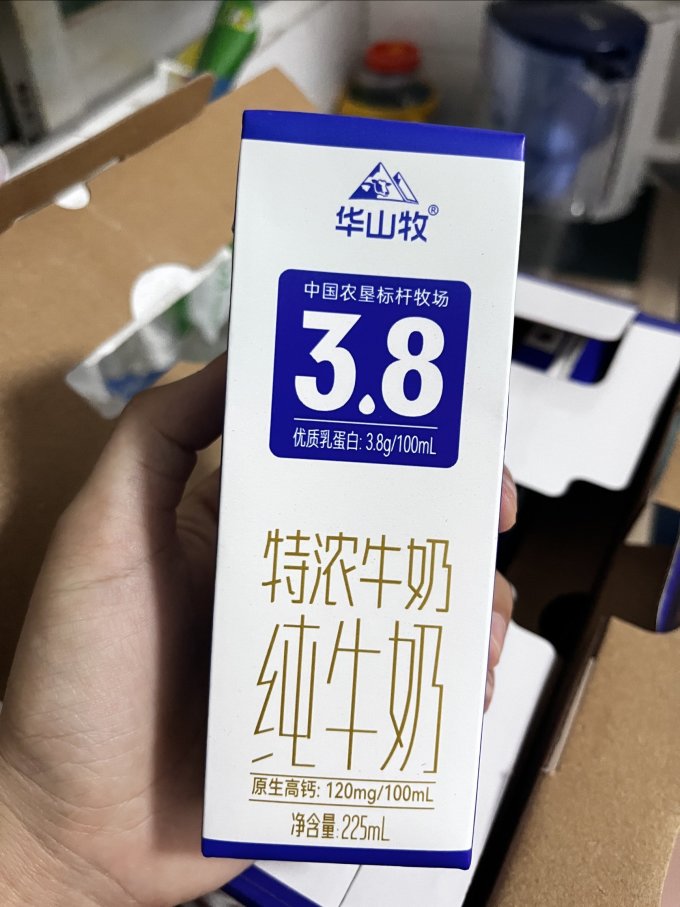 华山牧®
中国农垦标杆牧场
3.8
优质乳蛋白: 3.8g/100mL
特浓牛奶
纯牛奶
原生高钙: 120mg/100mL
净含量: 225mL